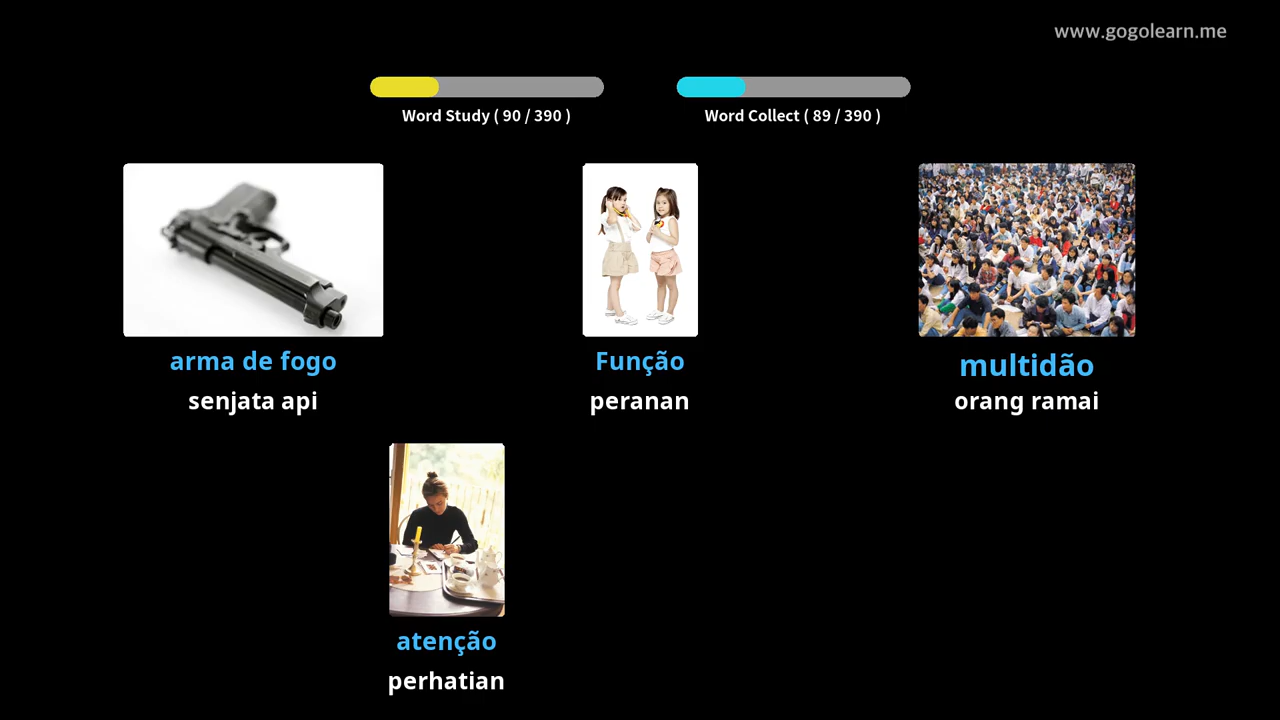 www.gogolearn.me
Word Study ( 90 / 390 )
Word Collect ( 89 / 390 )
arma de fogo
senjata api
Função
peranan
multidão
orang ramai
atenção
perhatian